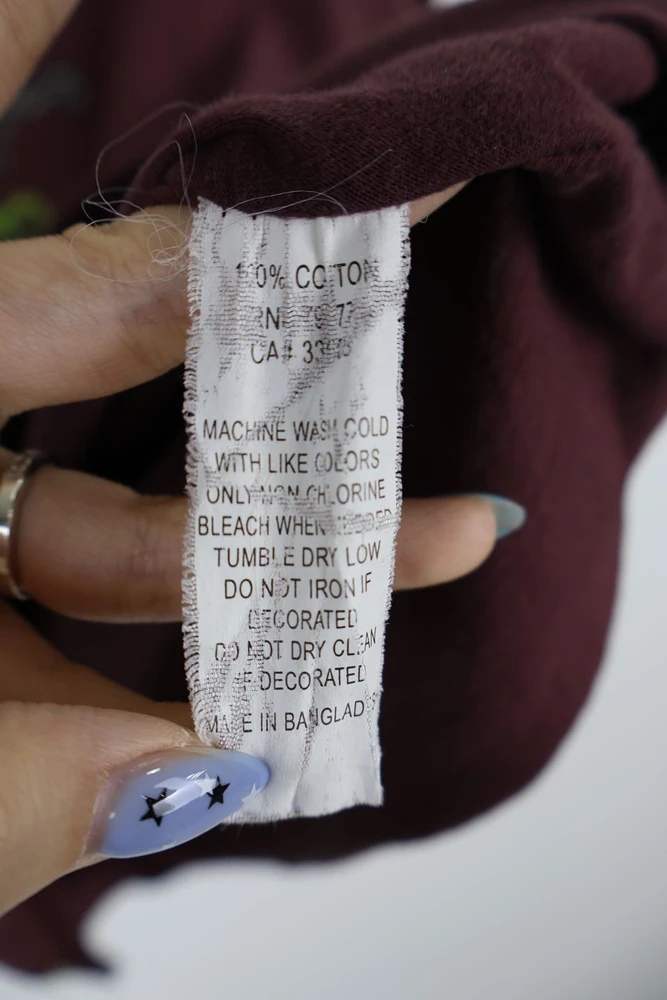 100% COTTON
CA#
MACHINE WASH COLD
WITH LIKE COLORS
ONLY NON CHLORINE
BLEACH WHEN NEEDED
TUMBLE DRY LOW
DO NOT IRON IF
DECORATED
DO NOT DRY CLEAN
IF DECORATED
MADE IN BANGLADESH